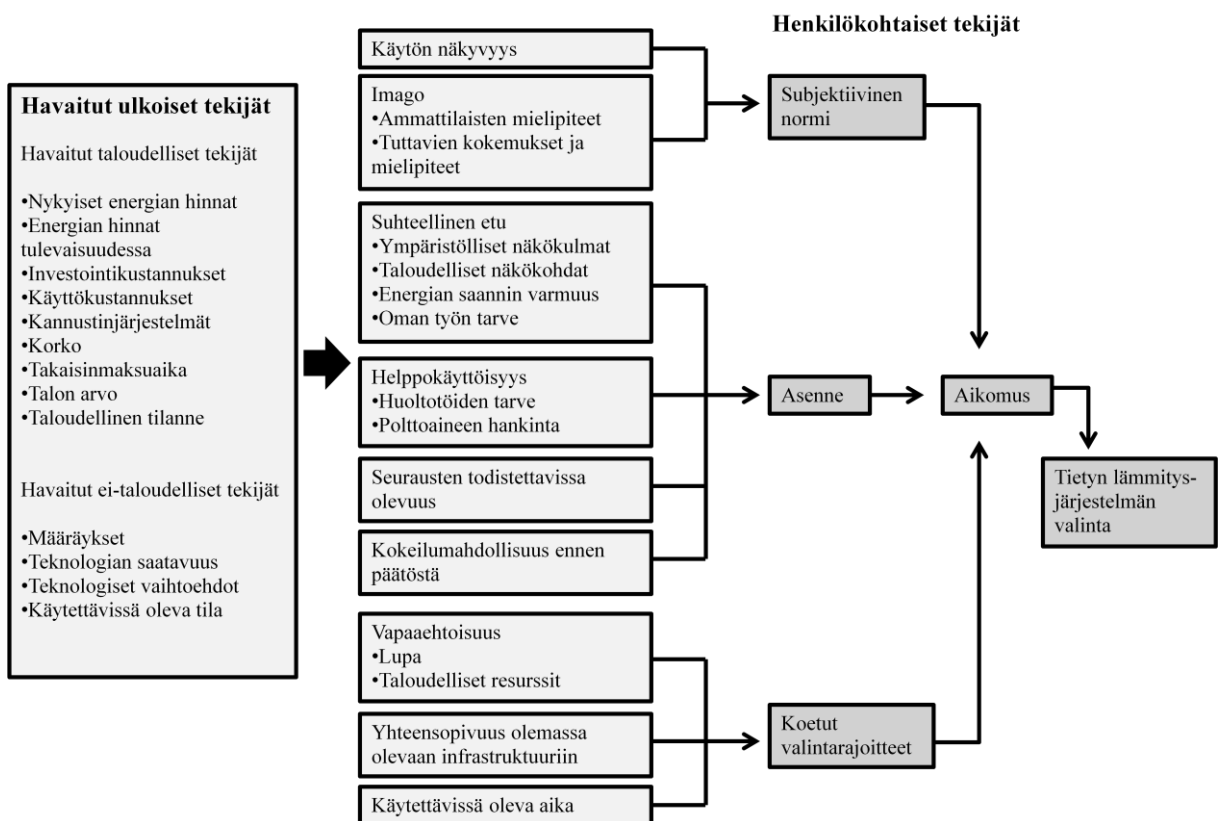 Henkilökohtaiset tekijät
Havaitut ulkoiset tekijät
Havaitut taloudelliset tekijät
•Nykyiset energian hinnat
•Energian hinnat
tulevaisuudessa
•Investointikustannukset
•Käyttökustannukset
•Kannustinjärjestelmät
•Korko
•Takaisinmaksuaika
•Talon arvo
•Taloudellinen tilanne
Havaitut ei-taloudelliset tekijät
•Määräykset
•Teknologian saatavuus
•Teknologiset vaihtoehdot
•Käytettävissä oleva tila
Käytön näkyvyys
Imago
•Ammattilaisten mielipiteet
•Tuttavien kokemukset ja
mielipiteet
Suhteellinen etu
•Ympäristölliset näkökulmat
•Taloudelliset näkökohdat
•Energian saannin varmuus
•Oman työn tarve
Helppokäyttöisyys
•Huoltotöiden tarve
•Polttoaineen hankinta
Seurausten todistettavissa
olevuus
Kokeilumahdollisuus ennen
päätöstä
Vapaaehtoisuus
•Lupa
•Taloudelliset resurssit
Yhteensopivuus olemassa
olevaan infrastruktuuriin
Käytettävissä oleva aika
Subjektiivinen
normi
Asenne
Koetut
valintarajoitteet
Aikomus
Tietyn lämmitys-
järjestelmän
valinta